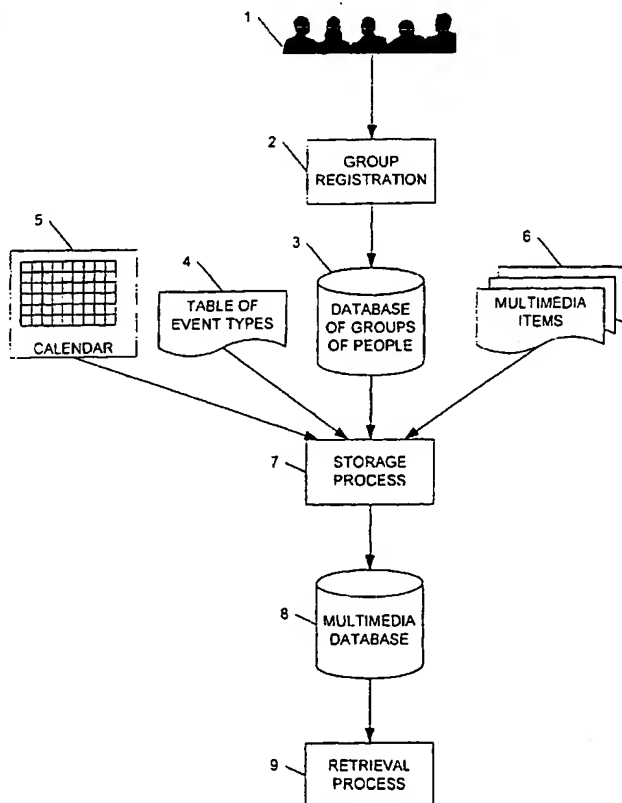 1
2
GROUP
REGISTRATION
5
4
3
6
CALENDAR
TABLE OF
EVENT TYPES
DATABASE
OF GROUPS
OF PEOPLE
MULTIMEDIA
ITEMS
7
STORAGE
PROCESS
8
MULTIMEDIA
DATABASE
9
RETRIEVAL
PROCESS